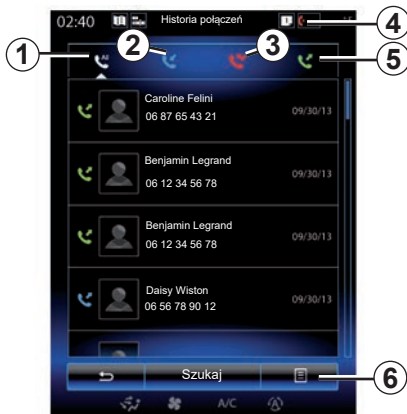 02:40 Historia połączeń
4
1
2
3
5
Caroline Felini
06 87 65 43 21
09/30/13
Benjamin Legrand
06 12 34 56 78
09/30/13
Benjamin Legrand
06 12 34 56 78
09/30/13
Daisy Wiston
06 56 78 90 12
09/30/13
Szukaj
6
A/C